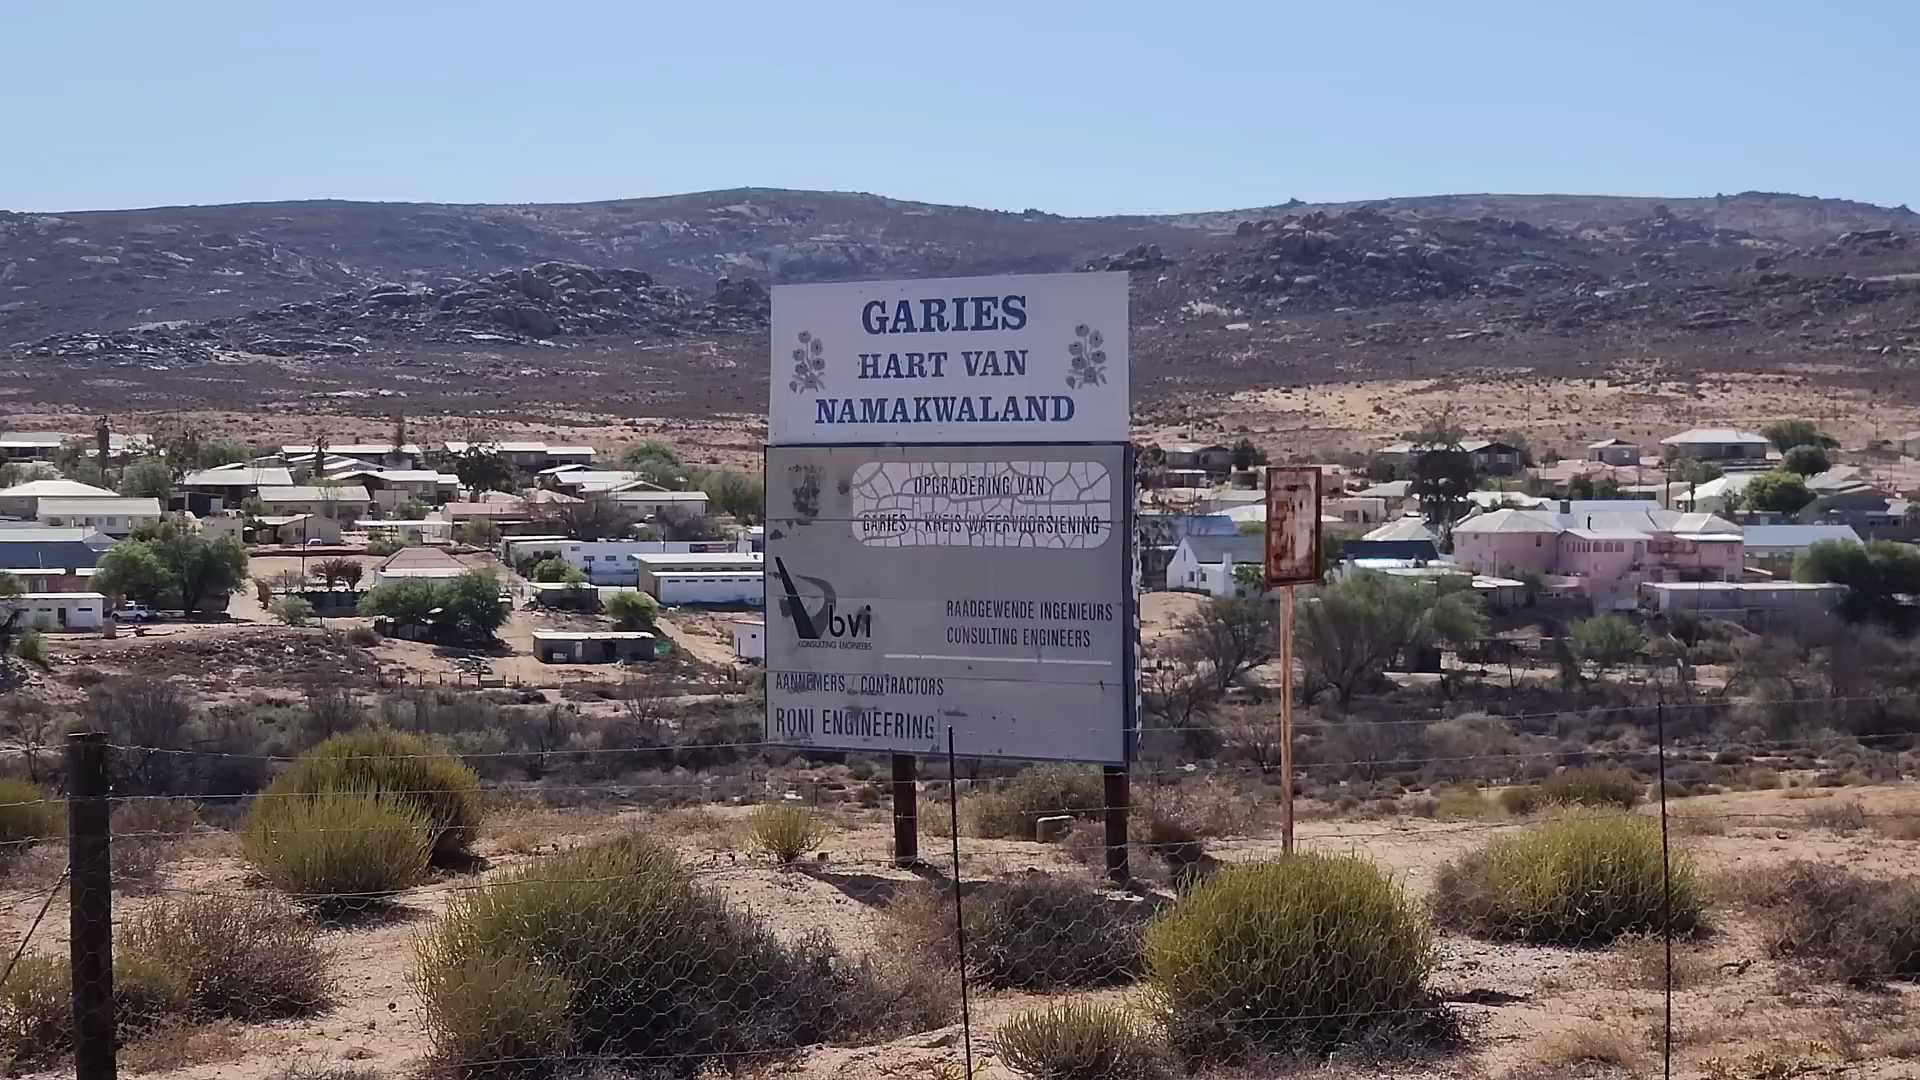 GARIES
HART VAN
NAMAKWALAND
OPGRADERING VAN
GARIES / KREIS WATERVOORSIENING
bvi
CONSULTING ENGINEERS
RAADGEWENDE INGENIEURS
CONSULTING ENGINEERS
AANNEMERS / CONTRACTORS
RONI ENGINEERING